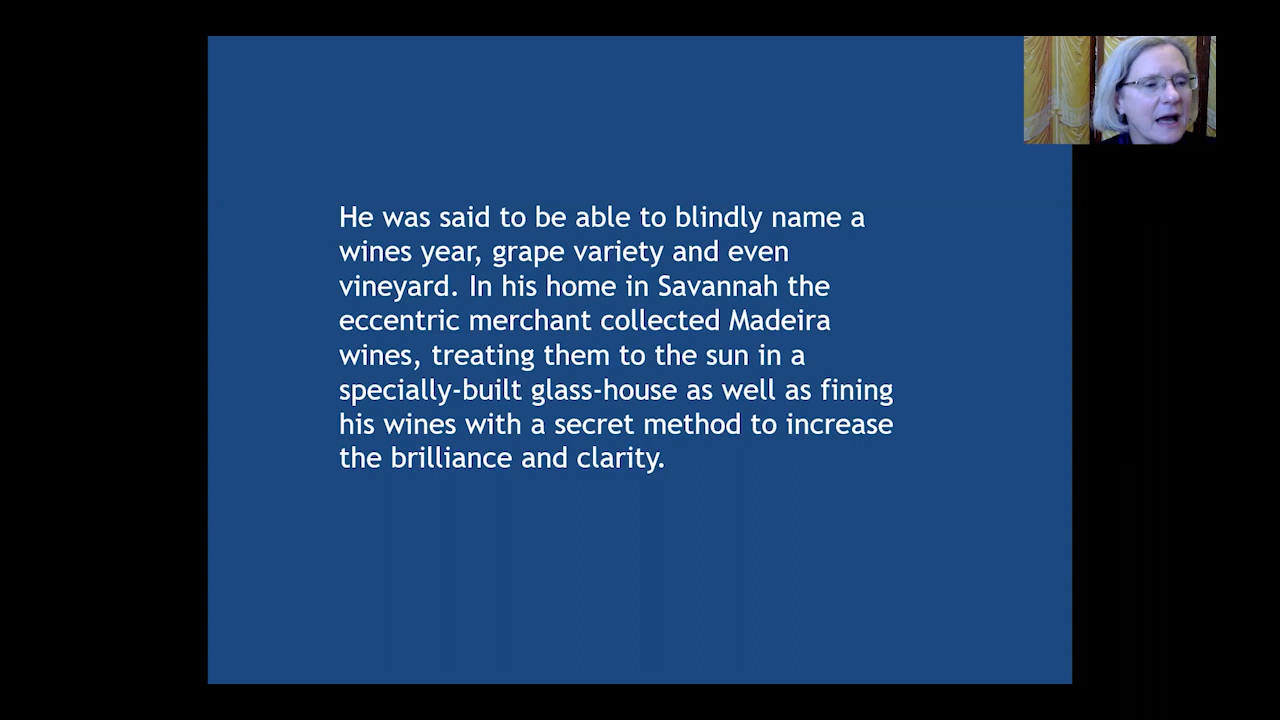 He was said to be able to blindly name a
wines year, grape variety and even
vineyard. In his home in Savannah the
eccentric merchant collected Madeira
wines, treating them to the sun in a
specially-built glass-house as well as fining
his wines with a secret method to increase
the brilliance and clarity.